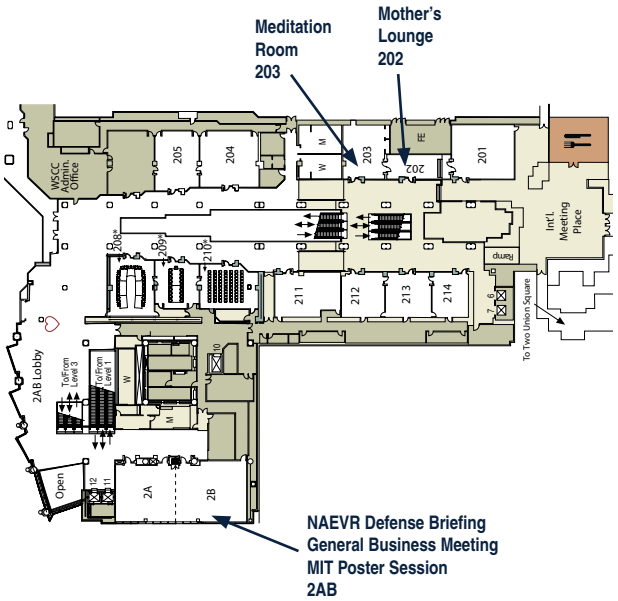 Meditation
Room
203
Mother's
Lounge
202
WSCC
Admin.
Office
205
204
M
W
203
202
FE
201
Int'l.
Meeting
Place
Ramp
208*
209*
210*
211
212
213
214
6
7
To Two Union Square
2AB Lobby
To/From
Level 3
To/From
Level 1
W
M
10
Open
12
11
2A
2B
NAEVR Defense Briefing
General Business Meeting
MIT Poster Session
2AB